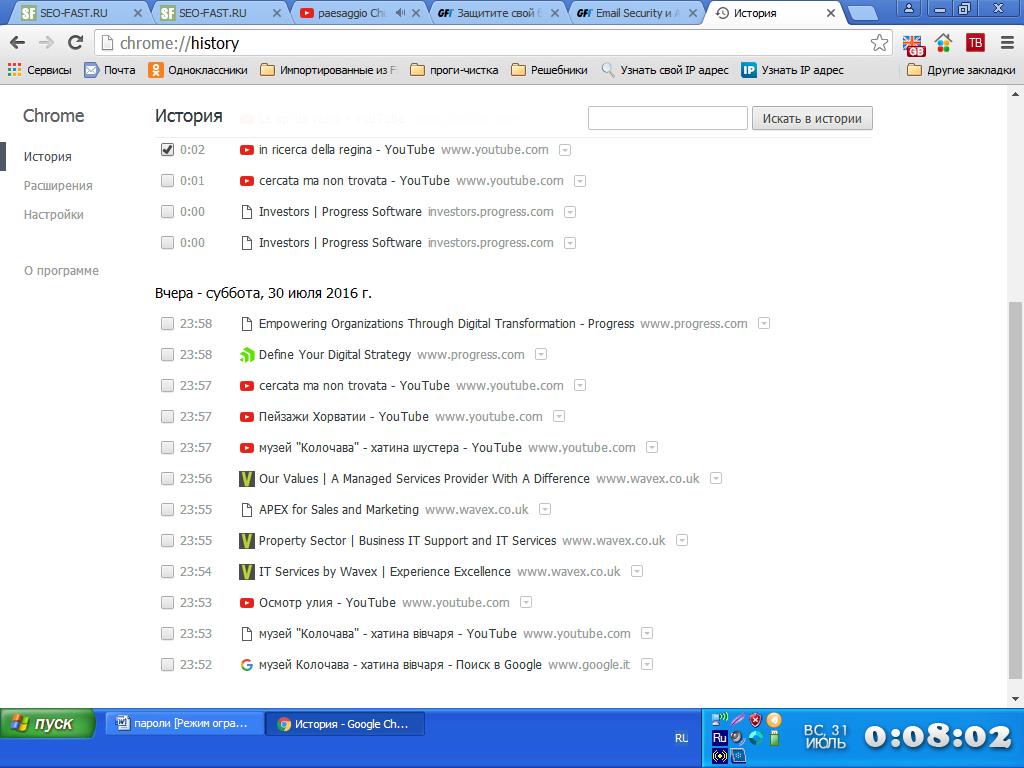 SEO-FAST.RU SEO-FAST.RU paesaggio Ch Защитите свой Email Security и История
chrome://history GB ТВ
Сервисы Почта Одноклассники Импортированные из проги-чистка Решебники Узнать свой IP адрес IP Узнать IP адрес Другие закладки
Chrome История Искать в истории
0:02 in ricerca della regina - YouTube www.youtube.com
История
0:01 cercata ma non trovata - YouTube www.youtube.com
Расширения
0:00 Investors | Progress Software investors.progress.com
Настройки
0:00 Investors | Progress Software investors.progress.com
О программе
Вчера - суббота, 30 июля 2016 г.
23:58 Empowering Organizations Through Digital Transformation - Progress www.progress.com
23:58 Define Your Digital Strategy www.progress.com
23:57 cercata ma non trovata - YouTube www.youtube.com
23:57 Пейзажи Хорватии - YouTube www.youtube.com
23:57 музей "Колочава" - хатина шустера - YouTube www.youtube.com
23:56 Our Values | A Managed Services Provider With A Difference www.wavex.co.uk
23:55 APEX for Sales and Marketing www.wavex.co.uk
23:55 Property Sector | Business IT Support and IT Services www.wavex.co.uk
23:54 IT Services by Wavex | Experience Excellence www.wavex.co.uk
23:53 Осмотр улия - YouTube www.youtube.com
23:53 музей "Колочава" - хатина вівчаря - YouTube www.youtube.com
23:52 музей Колочава - хатина вівчаря - Поиск в Google www.google.it
пуск пароли [Режим огра... История - Google Ch... RU Ru ВС, 31 ИЮЛЬ 0:08:02